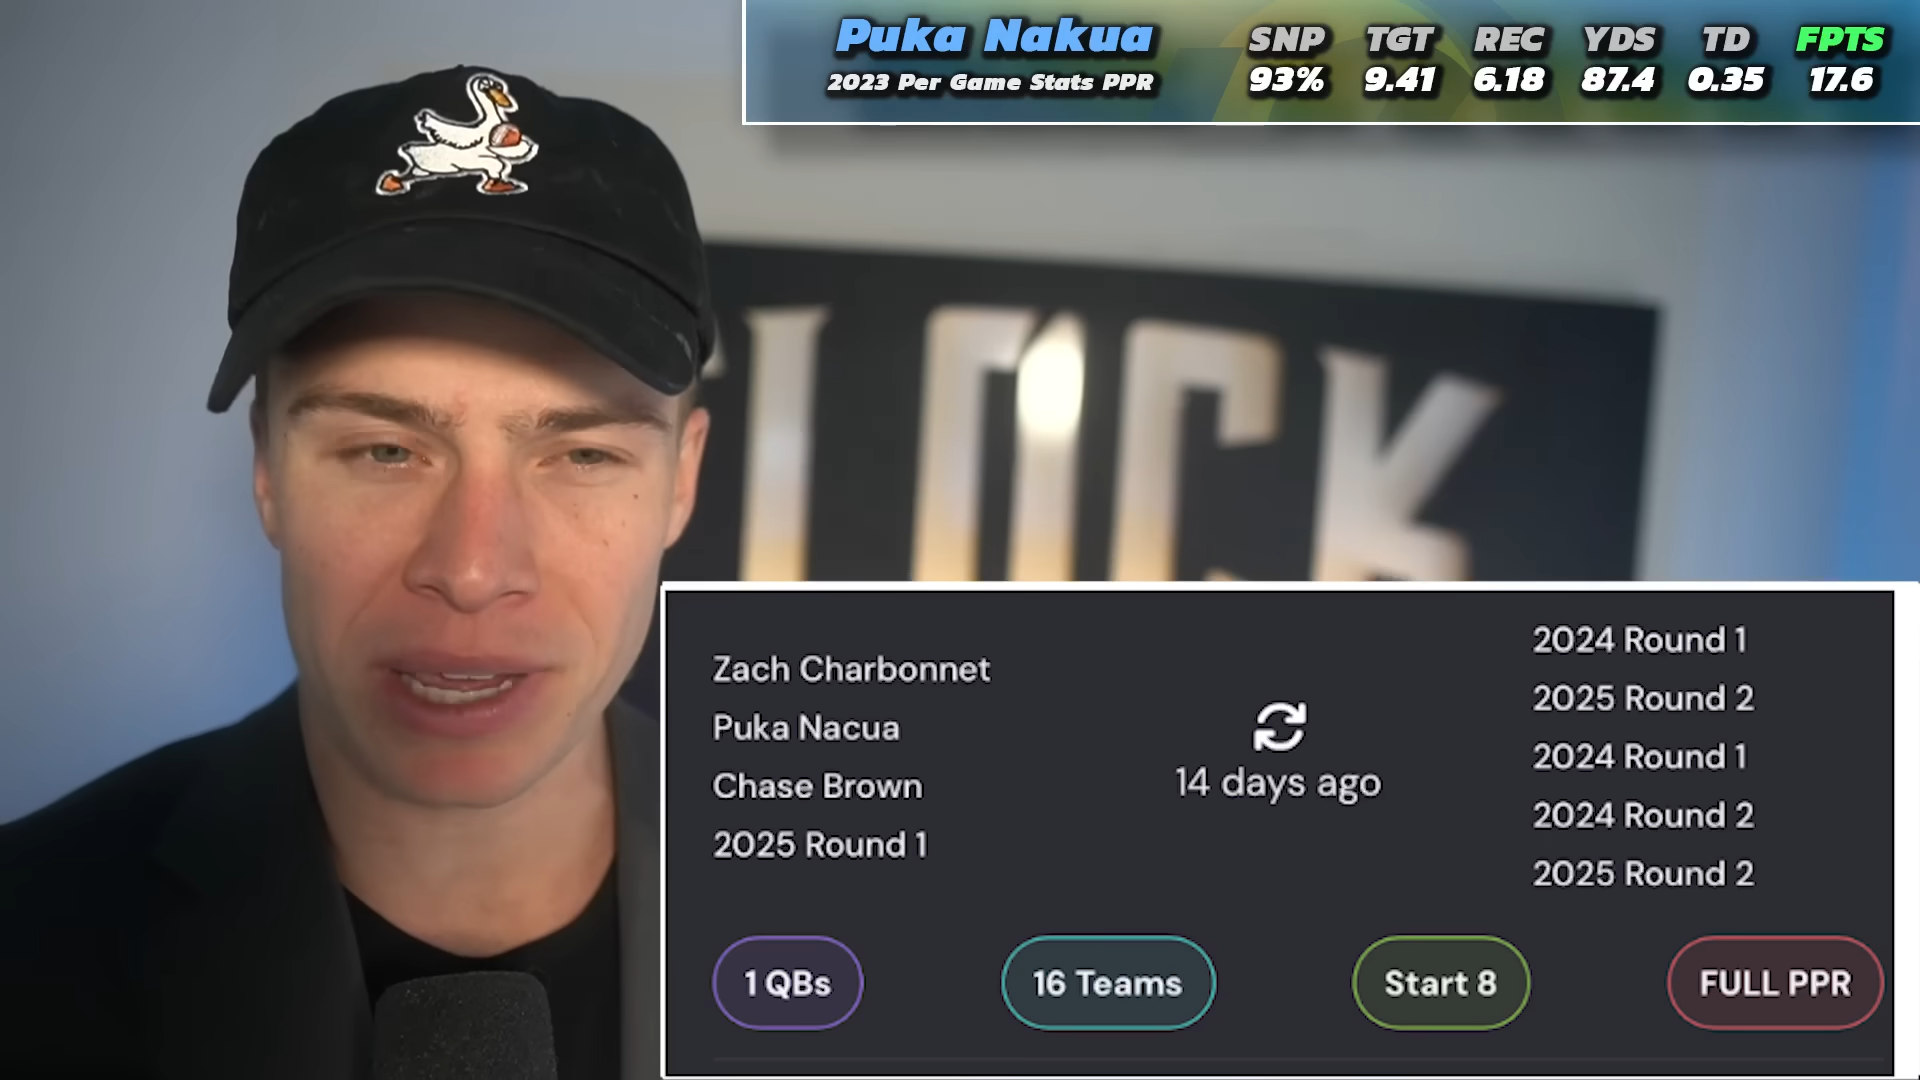 Puka Nakua
2023 Per Game Stats PPR
SNP TGT REC YDS TD FPTS
93% 9.41 6.18 87.4 0.35 17.6
LOCK
Zach Charbonnet
Puka Nacua
Chase Brown
2025 Round 1
14 days ago
2024 Round 1
2025 Round 2
2024 Round 1
2024 Round 2
2025 Round 2
1 QBs
16 Teams
Start 8
FULL PPR